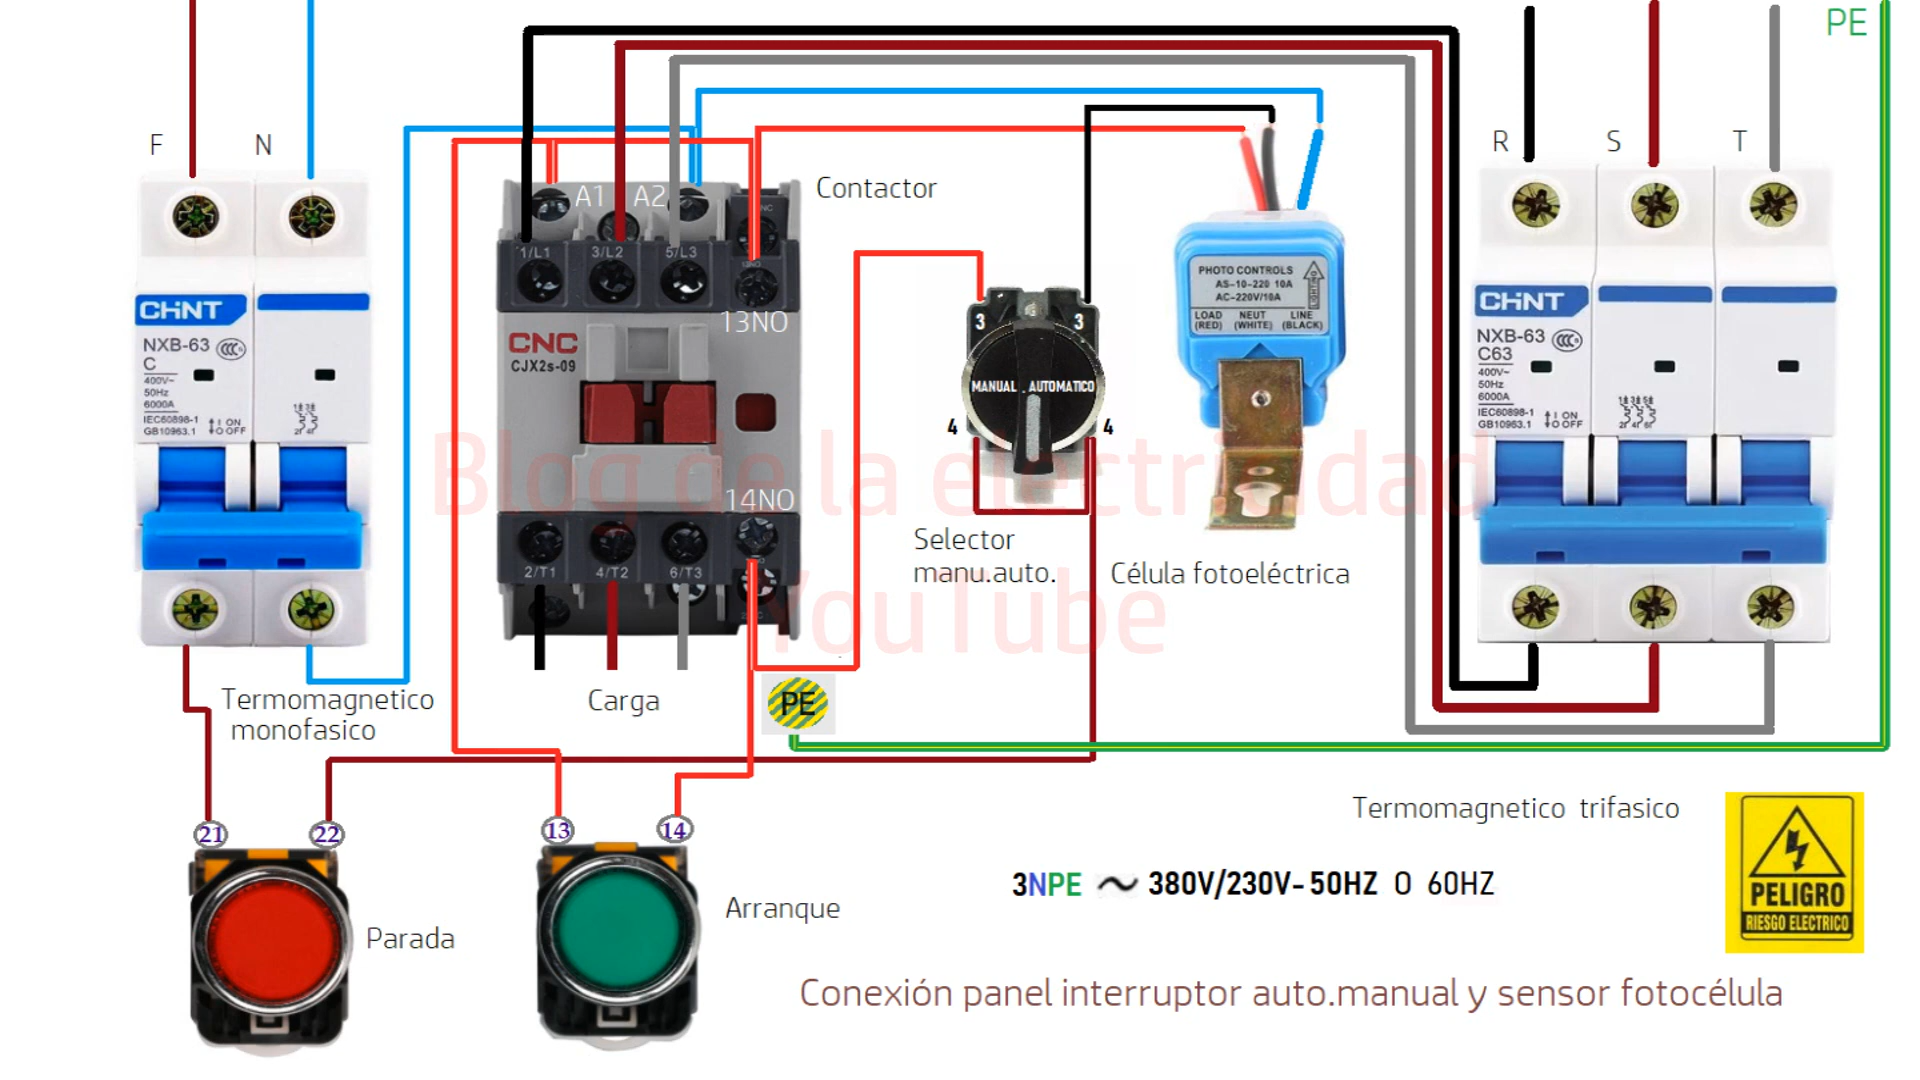 PE
F
N
R
S
T
A1
A2
Contactor
1/L1
3/L2
5/L3
13NO
CNC
CJX2s-09
14NO
2/T1
4/T2
6/T3
CHNT
NXB-63
C
400V~
50Hz
6000A
IEC60898-1
GB10963.1
I ON
O OFF
PHOTO CONTROLS
AS-10-220 10A
AC-220V/10A
LOAD NEUT LINE
(RED) (WHITE) (BLACK)
3
3
MANUAL . AUTOMATICO
4
4
CHNT
NXB-63
C63
400V~
50Hz
6000A
IEC60898-1
GB10963.1
I ON
O OFF
Blog de la electricidad
YouTube
Selector
manu.auto.
Célula fotoeléctrica
Termomagnetico
monofasico
Carga
PE
21
22
13
14
Parada
Arranque
Termomagnetico trifasico
3NPE ~ 380V/230V-50HZ O 60HZ
PELIGRO
RIESGO ELECTRICO
Conexión panel interruptor auto.manual y sensor fotocélula